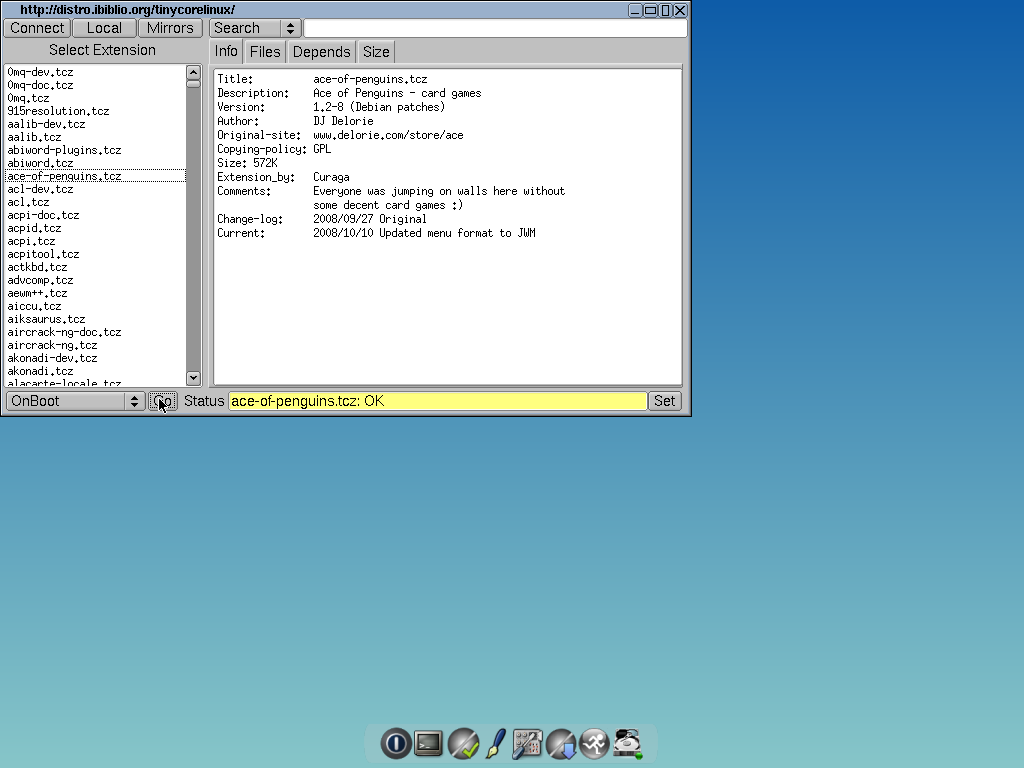 http://distro.ibiblio.org/tinycorelinux/
Connect Local Mirrors Search
Select Extension
Info Files Depends Size
0mq-dev.tcz
0mq-doc.tcz
0mq.tcz
915resolution.tcz
aalib-dev.tcz
aalib.tcz
abiword-plugins.tcz
abiword.tcz
ace-of-penguins.tcz
acl-dev.tcz
acl.tcz
acpi-doc.tcz
acpid.tcz
acpi.tcz
acpitool.tcz
actkbd.tcz
advcomp.tcz
aewm++.tcz
aiccu.tcz
aiksaurus.tcz
aircrack-ng-doc.tcz
aircrack-ng.tcz
akonadi-dev.tcz
akonadi.tcz
alacarte-locale.tcz
Title: ace-of-penguins.tcz
Description: Ace of Penguins - card games
Version: 1.2-8 (Debian patches)
Author: DJ Delorie
Original-site: www.delorie.com/store/ace
Copying-policy: GPL
Size: 572K
Extension_by: Curaga
Comments: Everyone was jumping on walls here without
some decent card games :)
Change-log: 2008/09/27 Original
Current: 2008/10/10 Updated menu format to JWM
OnBoot Go Status ace-of-penguins.tcz: OK Set